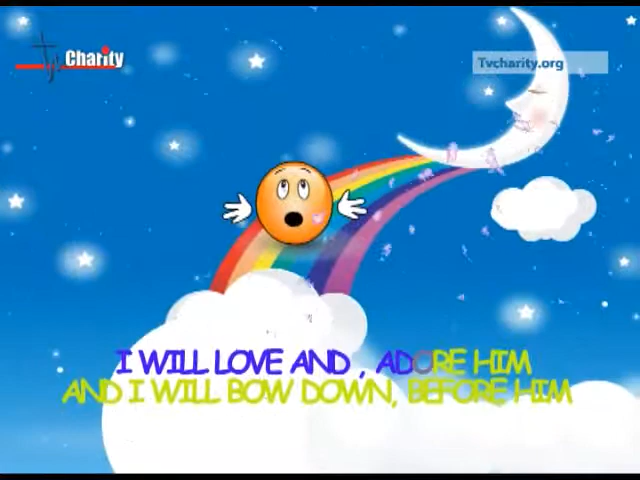 Charity
Tvcharity.org
I WILL LOVE AND , ADORE HIM
AND I WILL BOW DOWN, BEFORE HIM